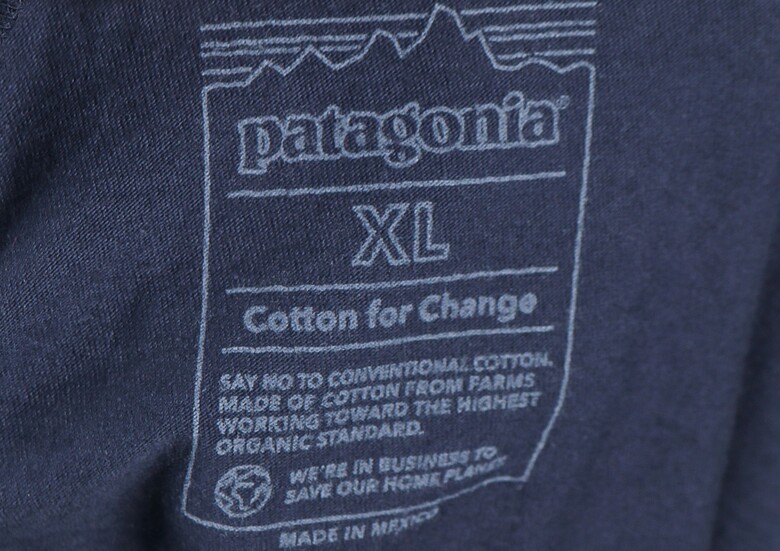 patagonia®
XL
Cotton for Change
SAY NO TO CONVENTIONAL COTTON.
MADE OF COTTON FROM FARMS
WORKING TOWARD THE HIGHEST
ORGANIC STANDARD.
WE'RE IN BUSINESS TO
SAVE OUR HOME PLANET
MADE IN MEXICO